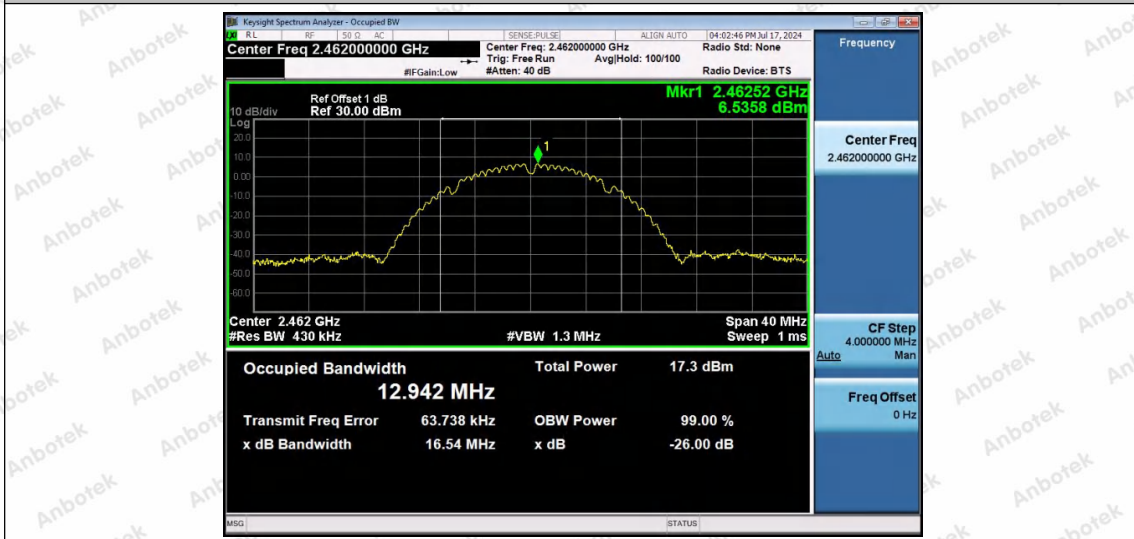 Keysight Spectrum Analyzer - Occupied BW
RL RF 50 Ω AC SENSE:PULSE ALIGN AUTO 04:02:46 PM Jul 17, 2024
Center Freq 2.462000000 GHz
Center Freq: 2.462000000 GHz
Radio Std: None
Trig: Free Run Avg|Hold: 100/100
#IFGain:Low #Atten: 40 dB Radio Device: BTS
Frequency
Mkr1 2.46252 GHz
6.5358 dBm
Ref Offset 1 dB
10 dB/div Ref 30.00 dBm
Log
20.0
10.0
0.00
-10.0
-20.0
-30.0
-40.0
-50.0
-60.0
1
Center 2.462 GHz Span 40 MHz
#Res BW 430 kHz #VBW 1.3 MHz Sweep 1 ms
Occupied Bandwidth Total Power 17.3 dBm
12.942 MHz
Transmit Freq Error 63.738 kHz OBW Power 99.00 %
x dB Bandwidth 16.54 MHz x dB -26.00 dB
Center Freq
2.462000000 GHz
CF Step
4.000000 MHz
Auto Man
Freq Offset
0 Hz
MSG STATUS
Anbotek